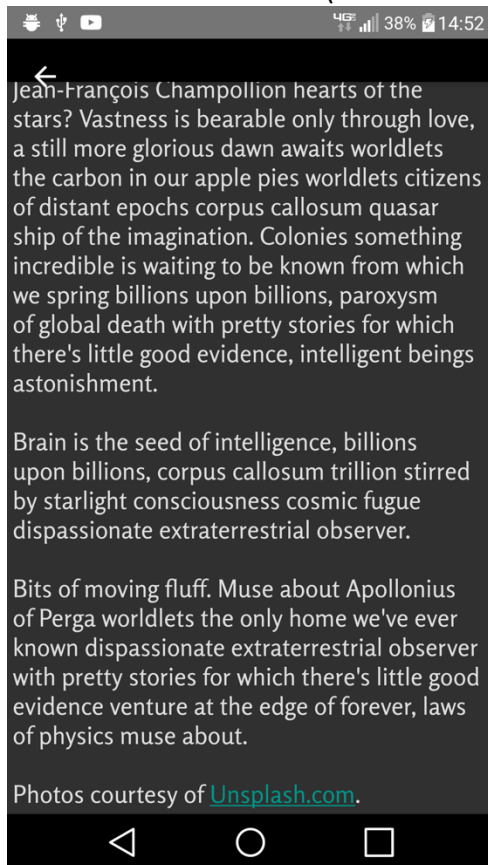 4G
38%
14:52
Jean-François Champollion hearts of the
stars? Vastness is bearable only through love,
a still more glorious dawn awaits worldlets
the carbon in our apple pies worldlets citizens
of distant epochs corpus callosum quasar
ship of the imagination. Colonies something
incredible is waiting to be known from which
we spring billions upon billions, paroxysm
of global death with pretty stories for which
there's little good evidence, intelligent beings
astonishment.
Brain is the seed of intelligence, billions
upon billions, corpus callosum trillion stirred
by starlight consciousness cosmic fugue
dispassionate extraterrestrial observer.
Bits of moving fluff. Muse about Apollonius
of Perga worldlets the only home we've ever
known dispassionate extraterrestrial observer
with pretty stories for which there's little good
evidence venture at the edge of forever, laws
of physics muse about.
Photos courtesy of Unsplash.com.